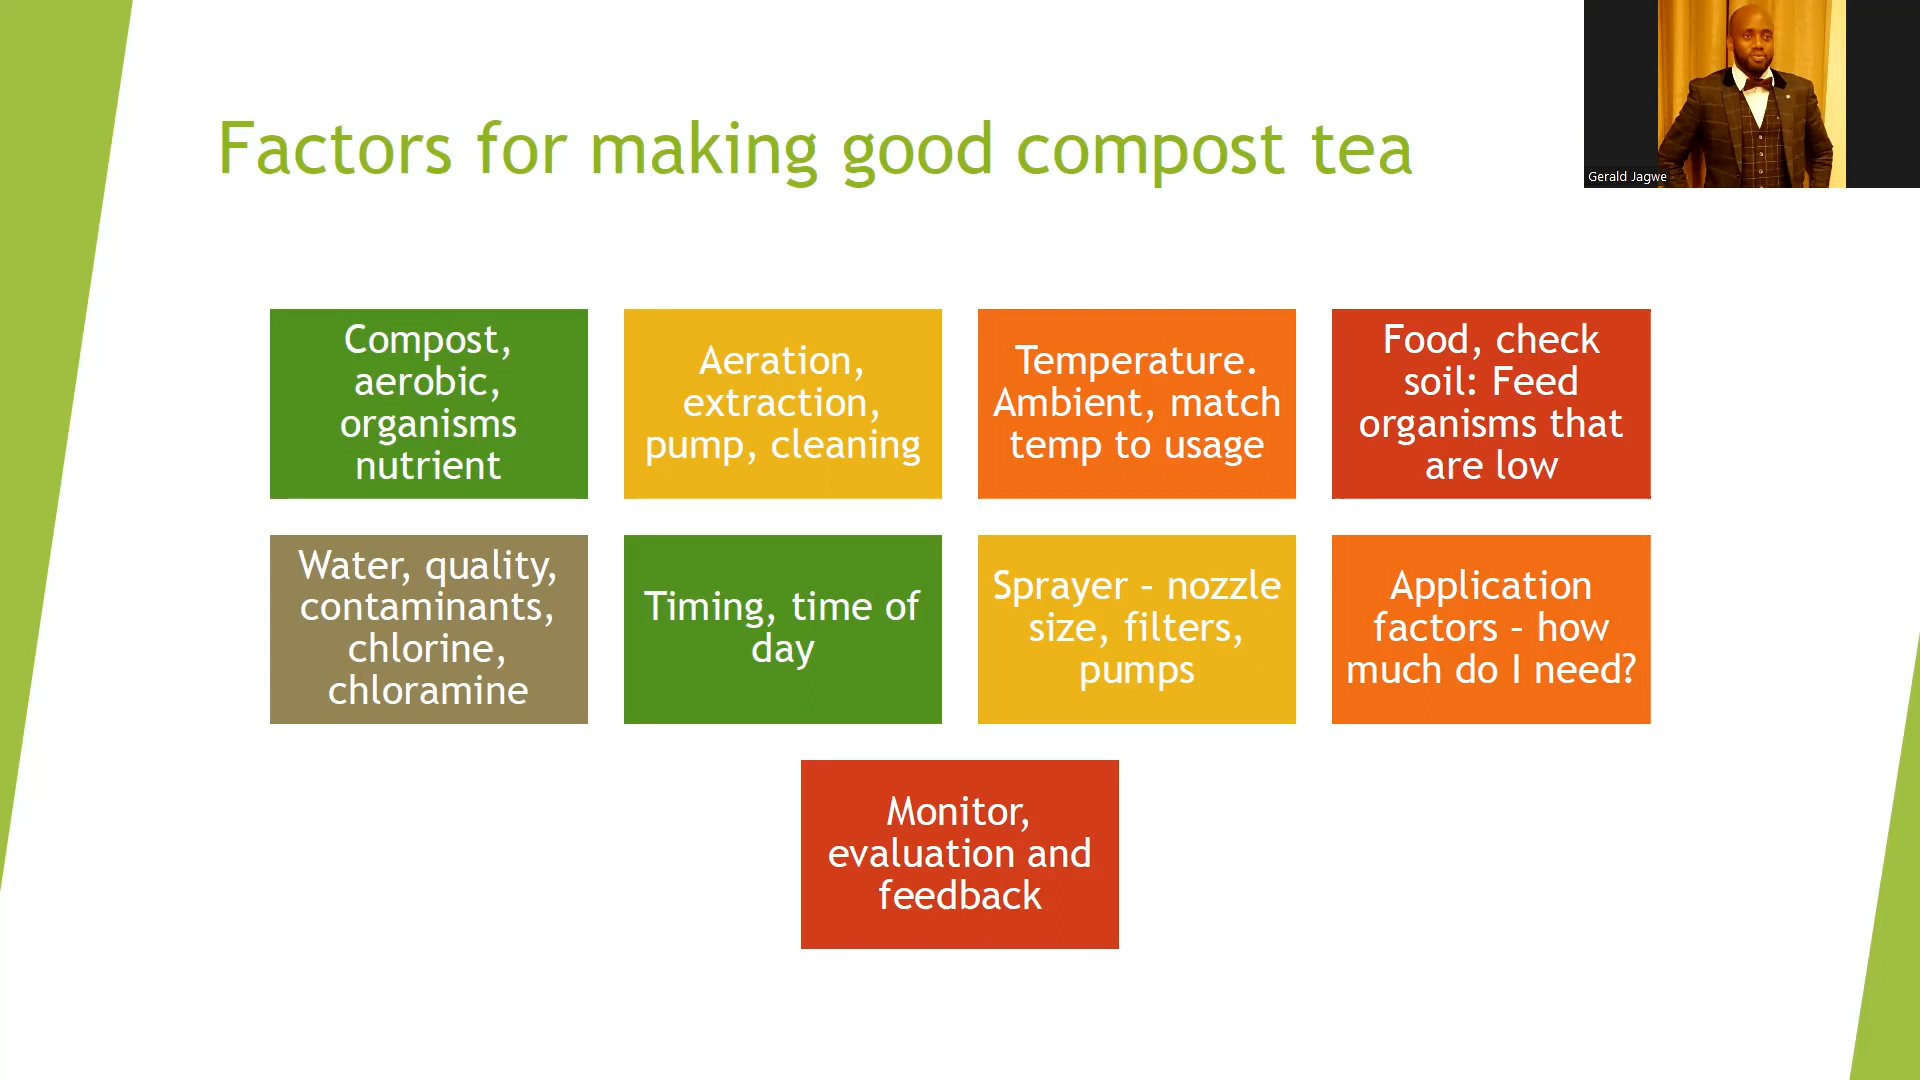 Factors for making good compost tea
Gerald Jagwe
Compost,
aerobic,
organisms
nutrient
Aeration,
extraction,
pump, cleaning
Temperature.
Ambient, match
temp to usage
Food, check
soil: Feed
organisms that
are low
Water, quality,
contaminants,
chlorine,
chloramine
Timing, time of
day
Sprayer – nozzle
size, filters,
pumps
Application
factors – how
much do I need?
Monitor,
evaluation and
feedback